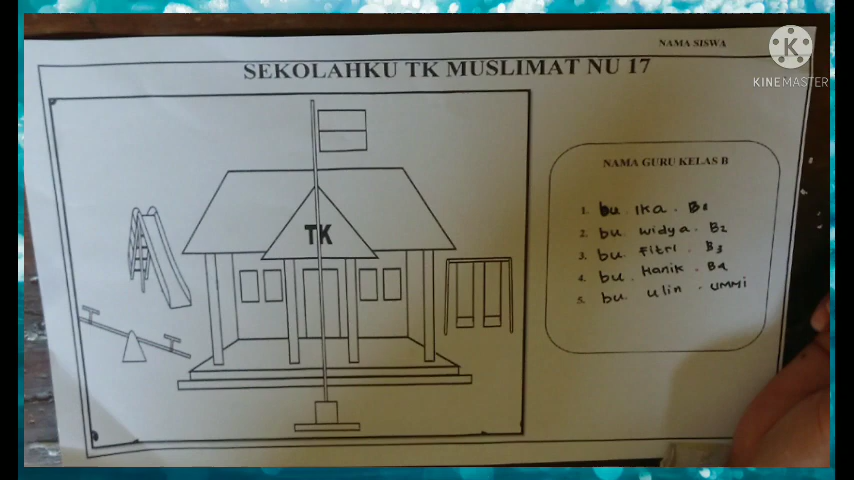 NAMA SISWA
SEKOLAHKU TK MUSLIMAT NU 17
K
KINEMASTER
TK
NAMA GURU KELAS B
1. bu. Ika. B1
2. bu. widya. B2
3. bu. Fitri. B3
4. bu. Hanik. B4
5. bu. ulin. UMMI